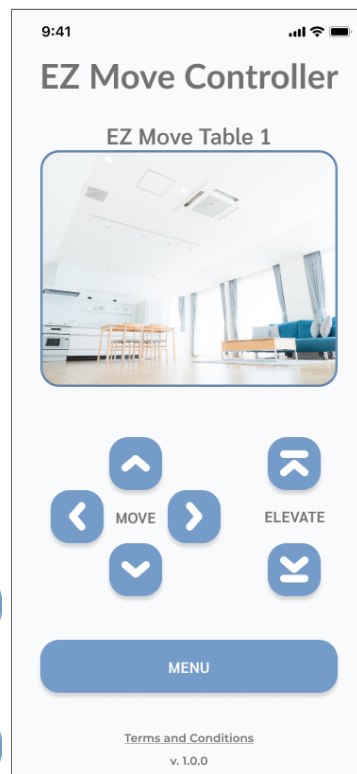 9:41
EZ Move Controller
EZ Move Table 1
MOVE
ELEVATE
MENU
Terms and Conditions
v. 1.0.0